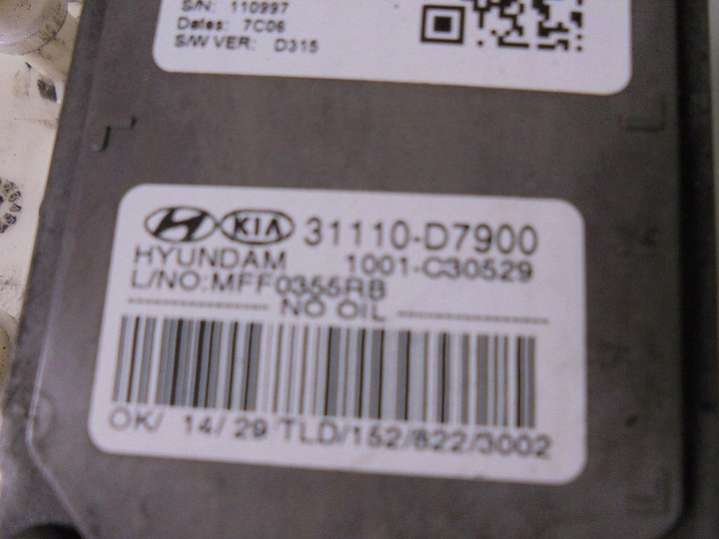 S/N: 110997
Dates: 7C06
S/W VER: D315
KIA 31110-D7900
HYUNDAM 1001-C30529
L/NO:MFF0355RB
NO OIL
OK/ 14/ 29/TLD/152/822/3002